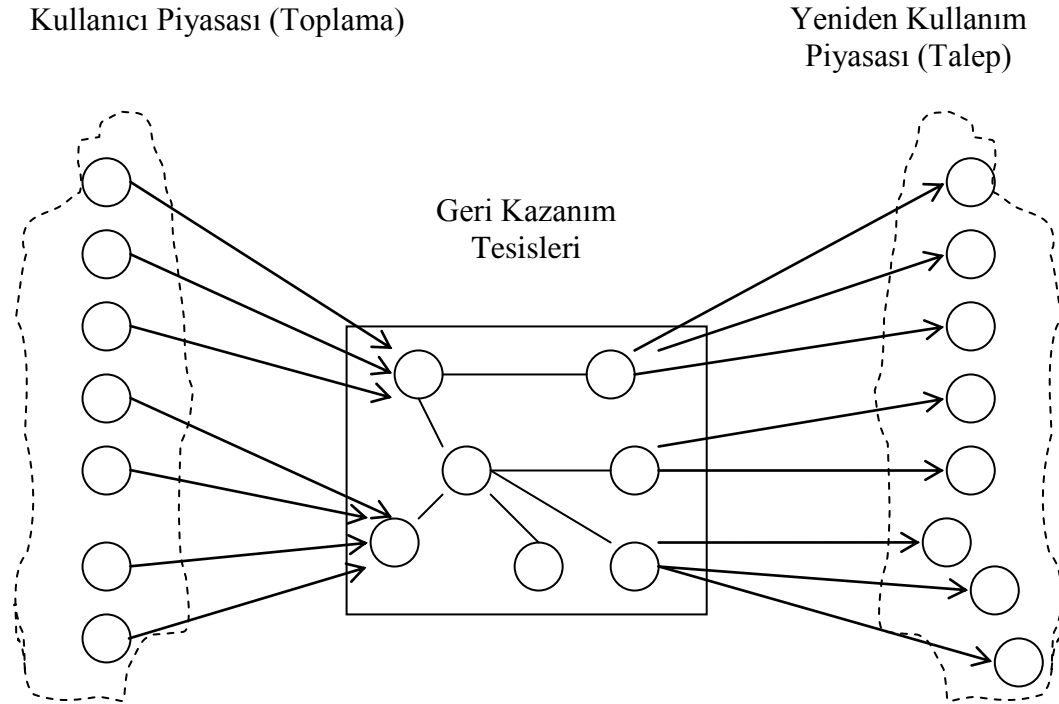 Kullanıcı Piyasası (Toplama)
Yeniden Kullanım
Piyasası (Talep)
Geri Kazanım
Tesisleri